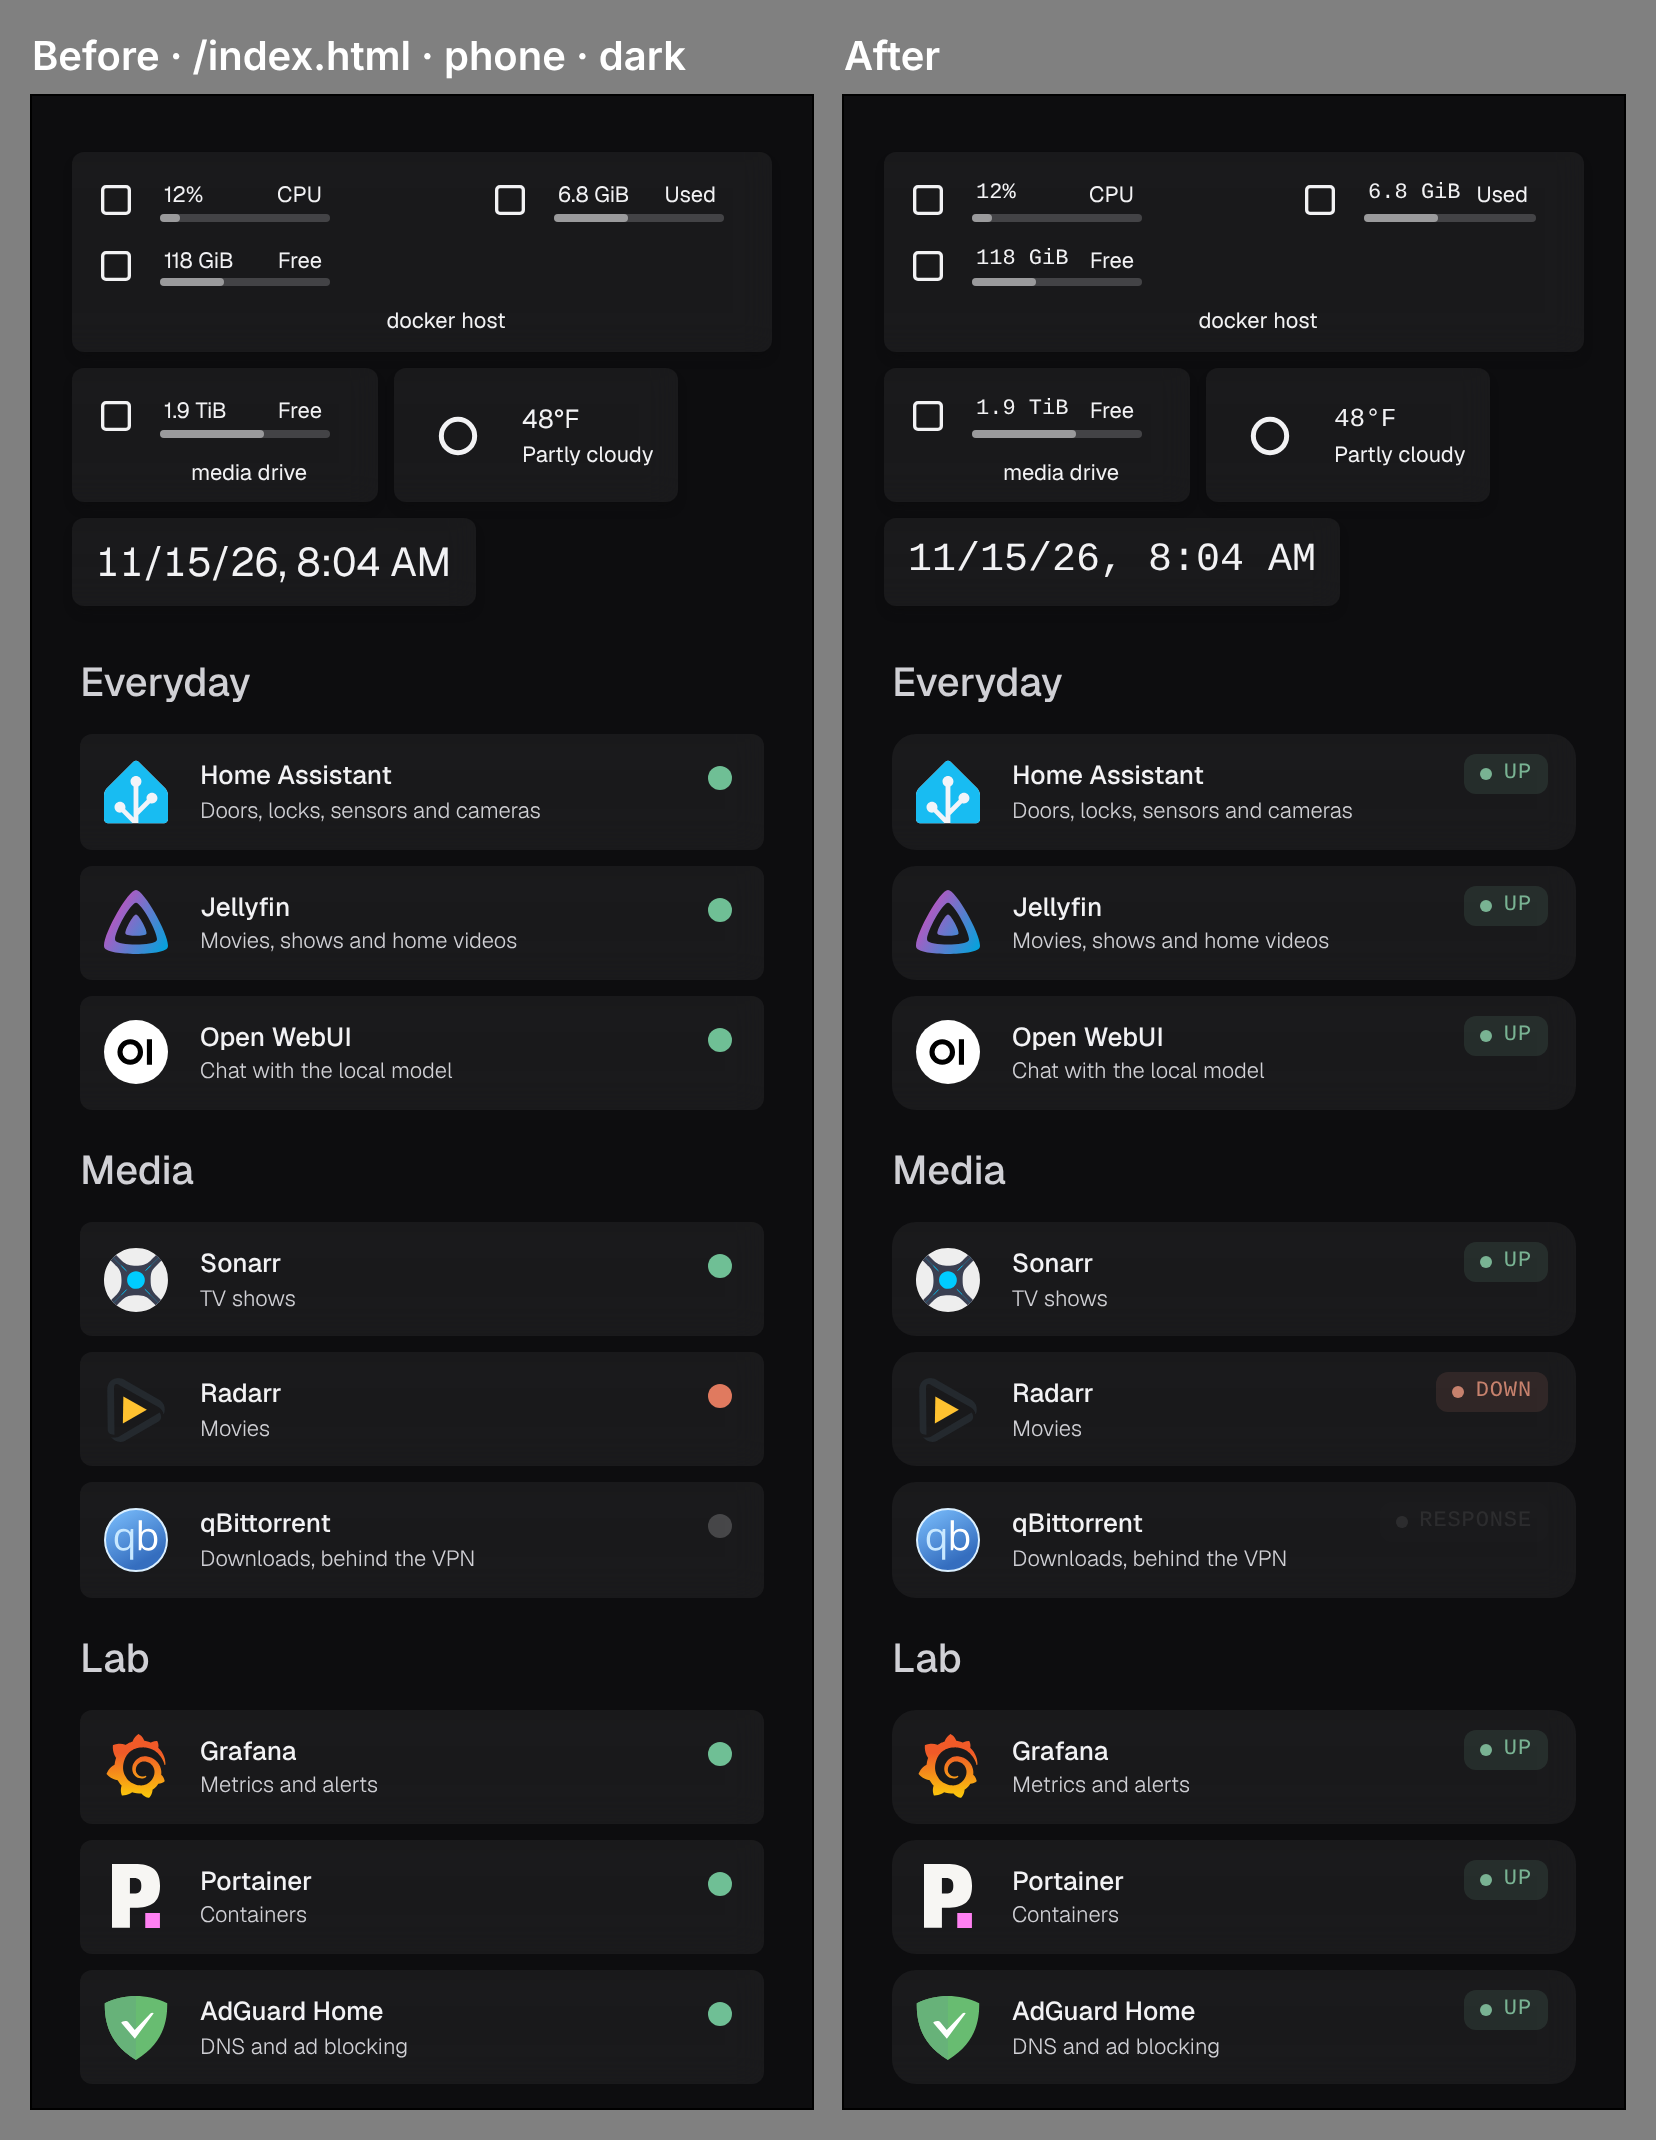 Before · /index.html · phone · dark
12% CPU
6.8 GiB Used
118 GiB Free
docker host
1.9 TiB Free
media drive
48°F
Partly cloudy
11/15/26, 8:04 AM
Everyday
Home Assistant
Doors, locks, sensors and cameras
Jellyfin
Movies, shows and home videos
OI
Open WebUI
Chat with the local model
Media
Sonarr
TV shows
Radarr
Movies
qb
qBittorrent
Downloads, behind the VPN
Lab
Grafana
Metrics and alerts
P.
Portainer
Containers
AdGuard Home
DNS and ad blocking
After
12% CPU
6.8 GiB Used
118 GiB Free
docker host
1.9 TiB Free
media drive
48°F
Partly cloudy
11/15/26, 8:04 AM
Everyday
Home Assistant
UP
Doors, locks, sensors and cameras
Jellyfin
UP
Movies, shows and home videos
OI
Open WebUI
UP
Chat with the local model
Media
Sonarr
UP
TV shows
Radarr
DOWN
Movies
qb
qBittorrent
RESPONSE
Downloads, behind the VPN
Lab
Grafana
UP
Metrics and alerts
P.
Portainer
UP
Containers
AdGuard Home
UP
DNS and ad blocking